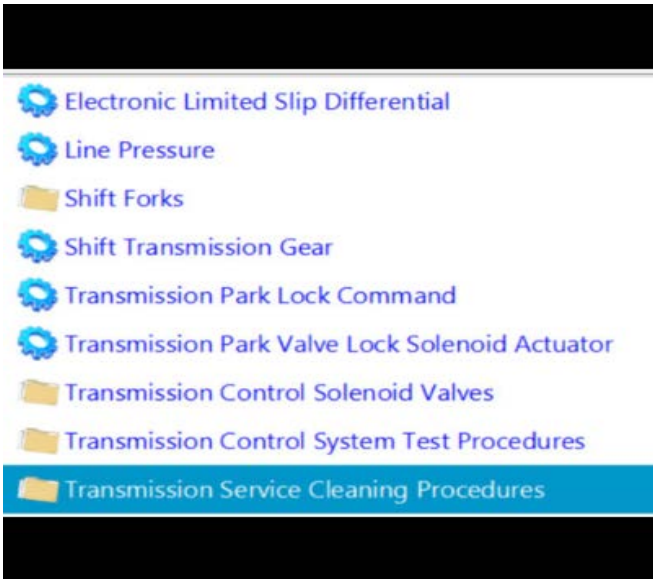 Electronic Limited Slip Differential
Line Pressure
Shift Forks
Shift Transmission Gear
Transmission Park Lock Command
Transmission Park Valve Lock Solenoid Actuator
Transmission Control Solenoid Valves
Transmission Control System Test Procedures
Transmission Service Cleaning Procedures